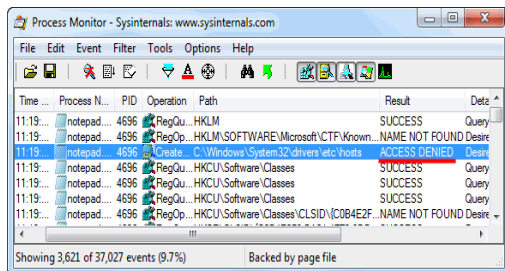 Process Monitor - Sysinternals: www.sysinternals.com
File Edit Event Filter Tools Options Help
Time ... Process N... PID Operation Path Result Deta
11:19:... notepad.... 4696 RegQu... HKLM SUCCESS Query
11:19:... notepad.... 4696 RegOp... HKLM\SOFTWARE\Microsoft\CTF\Known... NAME NOT FOUND Desire
11:19:... notepad.... 4696 Create... C:\Windows\System32\drivers\etc\hosts ACCESS DENIED Desire
11:19:... notepad.... 4696 RegQu... HKCU\Software\Classes SUCCESS Query
11:19:... notepad.... 4696 RegQu... HKCU\Software\Classes SUCCESS Query
11:19:... notepad.... 4696 RegQu... HKCU\Software\Classes SUCCESS Query
11:19:... notepad.... 4696 RegOp... HKCU\Software\Classes\CLSID\{C0B4E2F... NAME NOT FOUND Desire
Showing 3,621 of 37,027 events (9.7%) Backed by page file